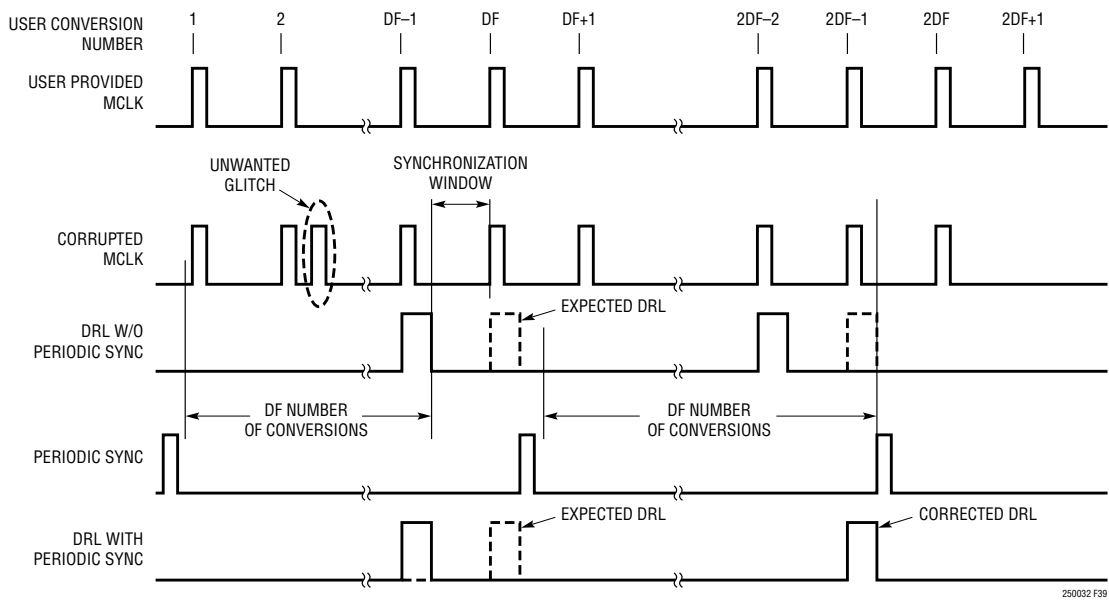 USER CONVERSION
NUMBER
1
2
DF–1
DF
DF+1
2DF–2
2DF–1
2DF
2DF+1
USER PROVIDED
MCLK
UNWANTED
GLITCH
SYNCHRONIZATION
WINDOW
CORRUPTED
MCLK
EXPECTED DRL
DRL W/O
PERIODIC SYNC
DF NUMBER
OF CONVERSIONS
DF NUMBER
OF CONVERSIONS
PERIODIC SYNC
EXPECTED DRL
CORRECTED DRL
DRL WITH
PERIODIC SYNC
250032 F39